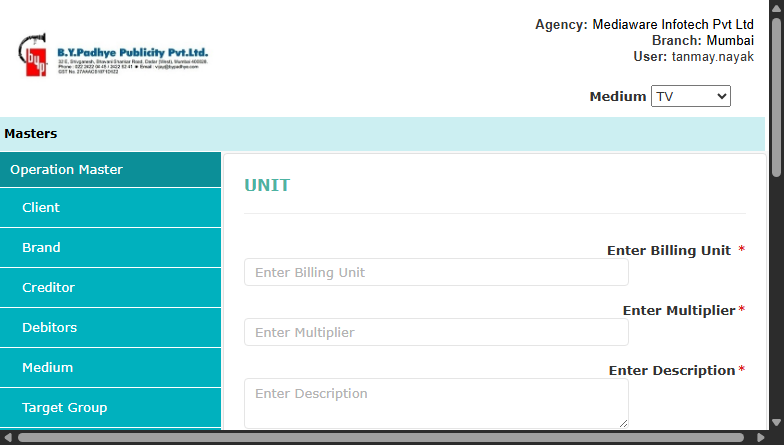 Agency: Mediaware Infotech Pvt Ltd
Branch: Mumbai
User: tanmay.nayak
B.Y.Padhye Publicity Pvt.Ltd.
Medium TV
Masters
Operation Master
Client
Brand
Creditor
Debitors
Medium
Target Group
UNIT
Enter Billing Unit *
Enter Billing Unit
Enter Multiplier*
Enter Multiplier
Enter Description*
Enter Description